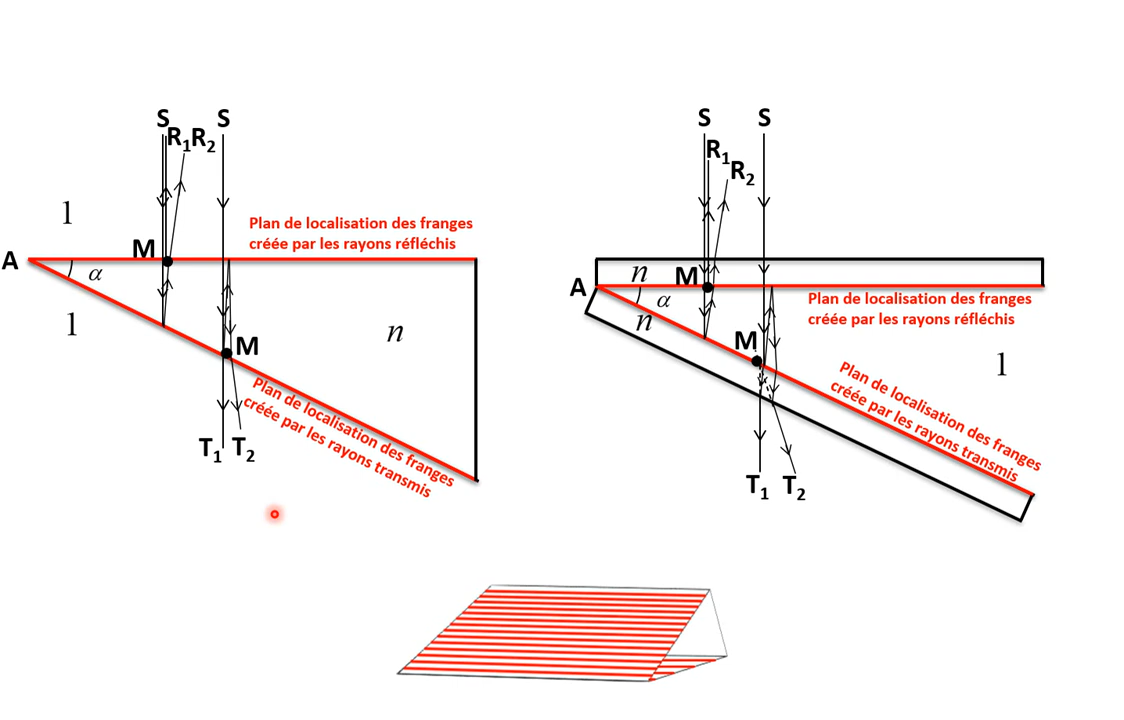 S
S
R1R2
1
Plan de localisation des franges
créée par les rayons réfléchis
A
M
α
1
n
M
Plan de localisation des franges
créée par les rayons transmis
T1 T2
S
S
R1
R2
n
M
A
α
n
Plan de localisation des franges
créée par les rayons réfléchis
M
1
Plan de localisation des franges
créée par les rayons transmis
T1 T2